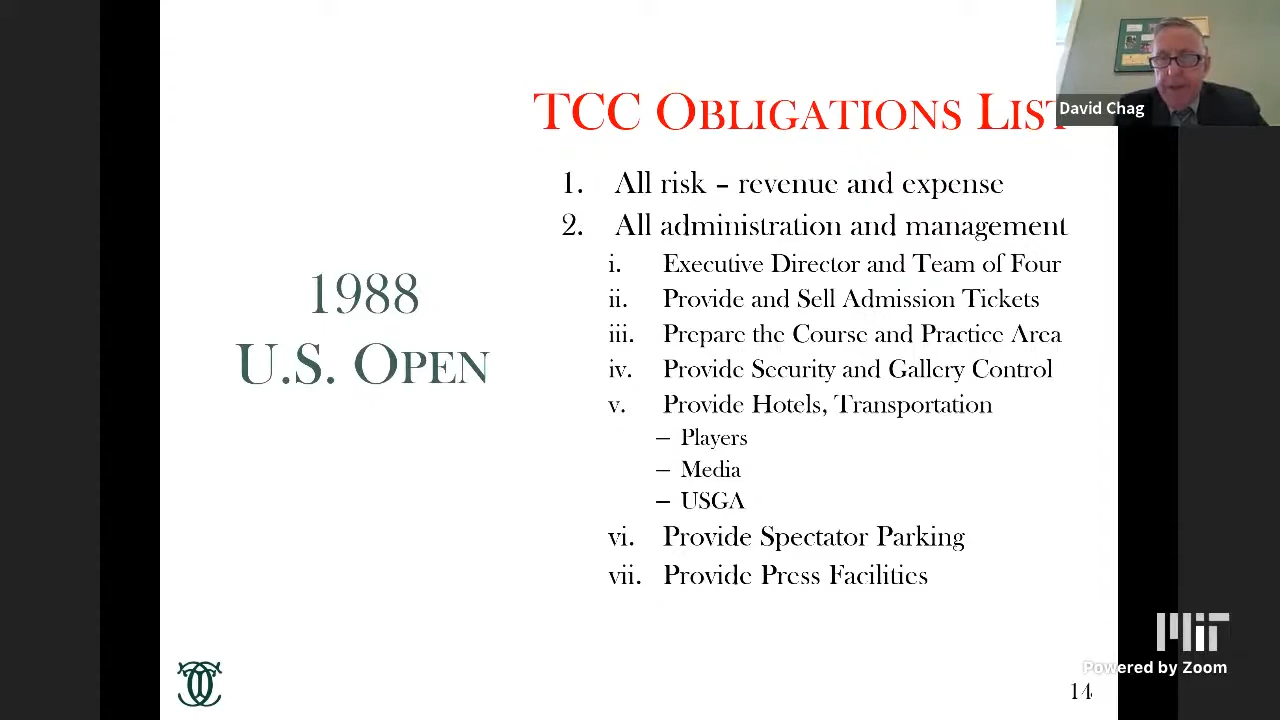 TCC OBLIGATIONS LIST
David Chag
1. All risk – revenue and expense
2. All administration and management
i. Executive Director and Team of Four
ii. Provide and Sell Admission Tickets
iii. Prepare the Course and Practice Area
iv. Provide Security and Gallery Control
v. Provide Hotels, Transportation
– Players
– Media
– USGA
vi. Provide Spectator Parking
vii. Provide Press Facilities
1988
U.S. OPEN
MIT
Powered by Zoom
14